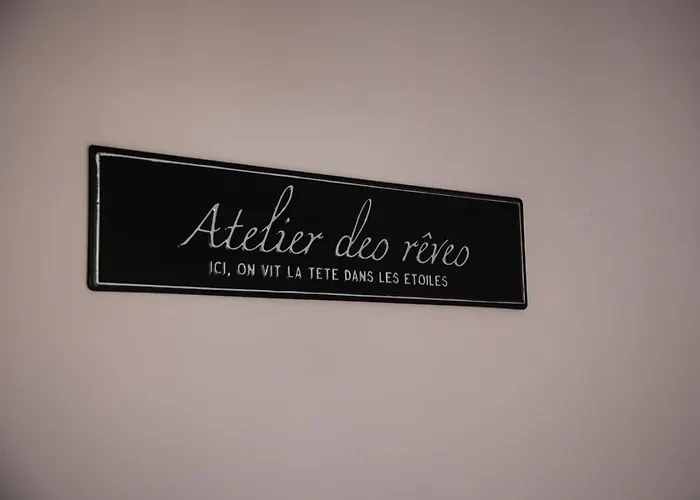 Atelier des rêves
ICI, ON VIT LA TETE DANS LES ETOILES